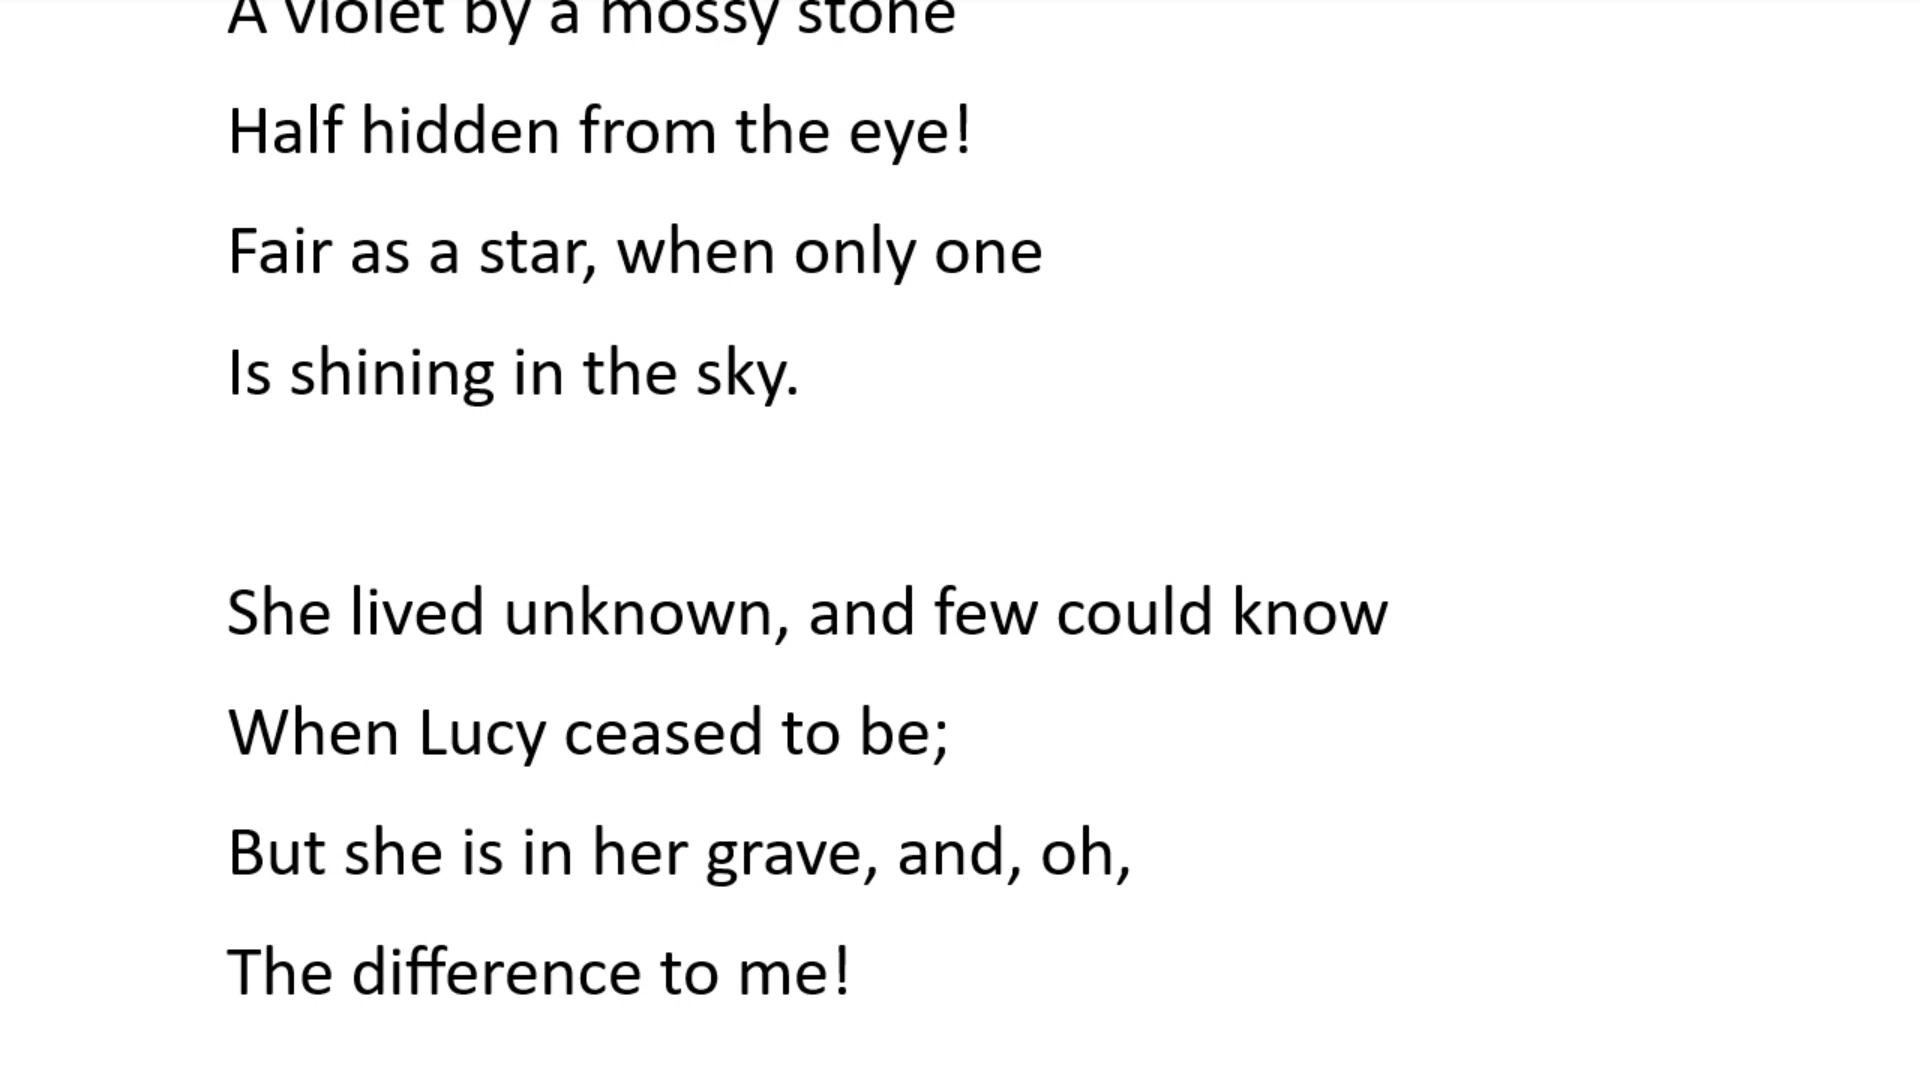 A violet by a mossy stone
Half hidden from the eye!
Fair as a star, when only one
Is shining in the sky.
She lived unknown, and few could know
When Lucy ceased to be;
But she is in her grave, and, oh,
The difference to me!